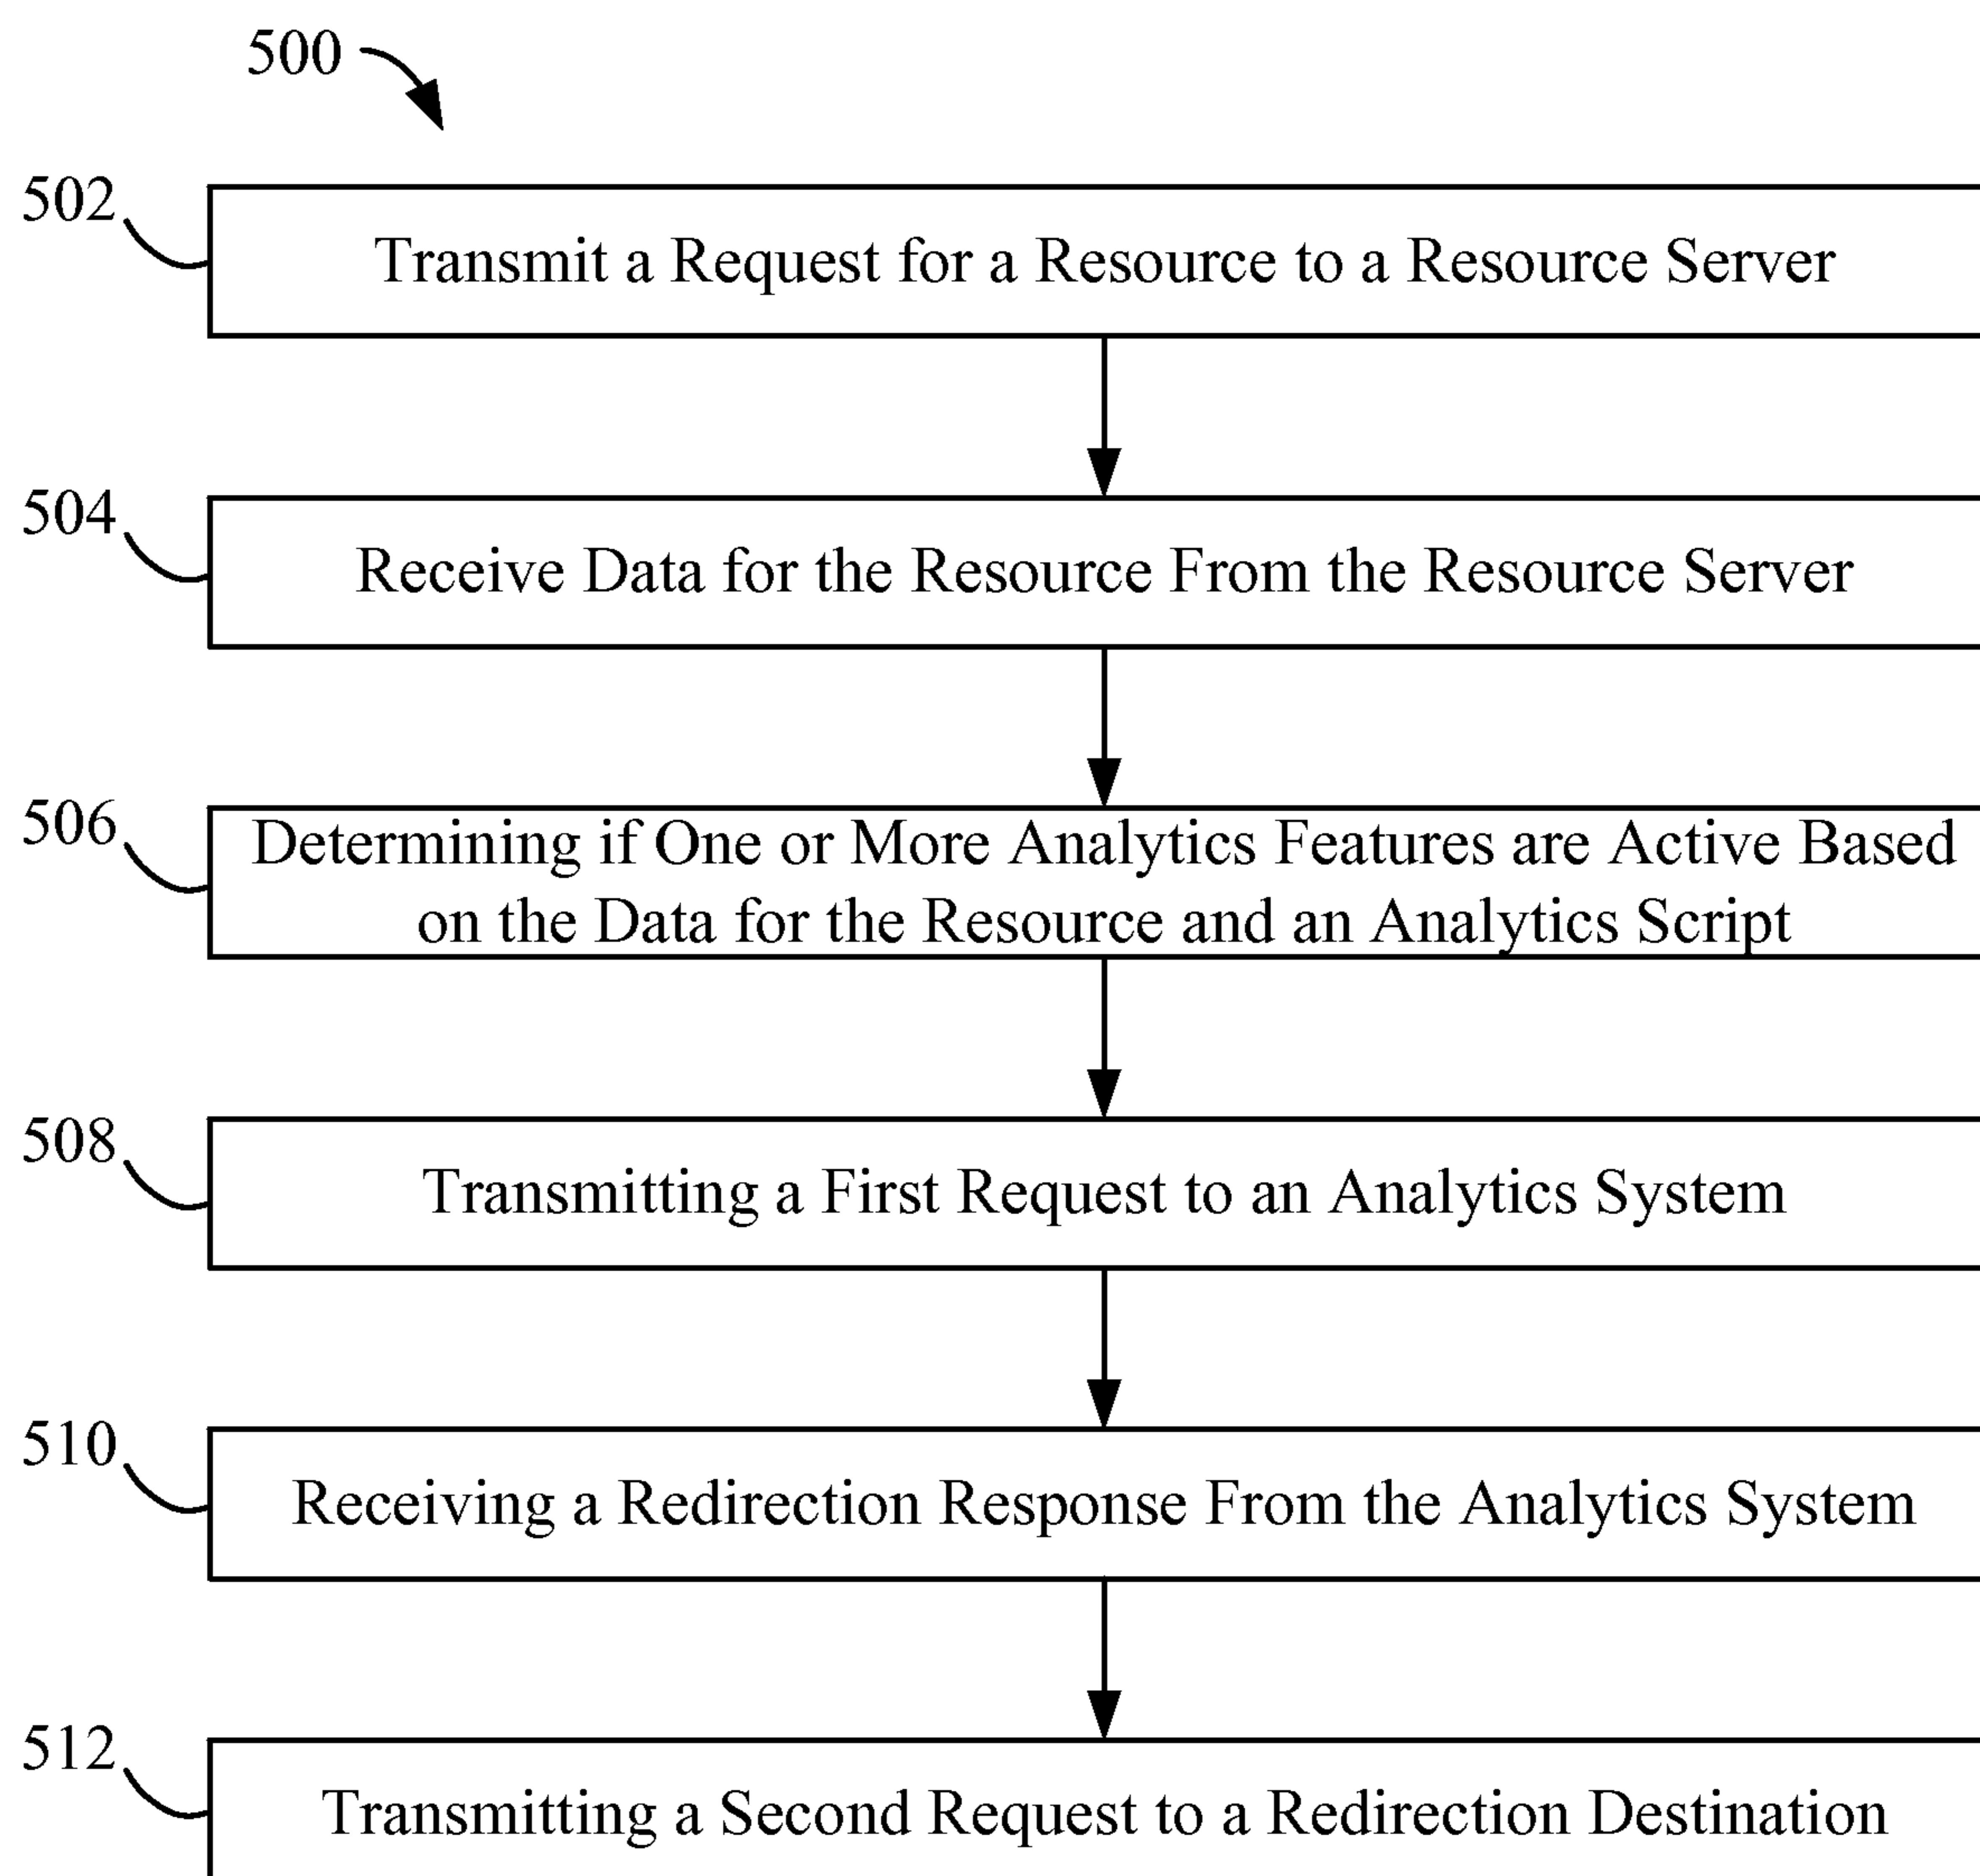 500
502
Transmit a Request for a Resource to a Resource Server
504
Receive Data for the Resource From the Resource Server
506
Determining if One or More Analytics Features are Active Based
on the Data for the Resource and an Analytics Script
508
Transmitting a First Request to an Analytics System
510
Receiving a Redirection Response From the Analytics System
512
Transmitting a Second Request to a Redirection Destination